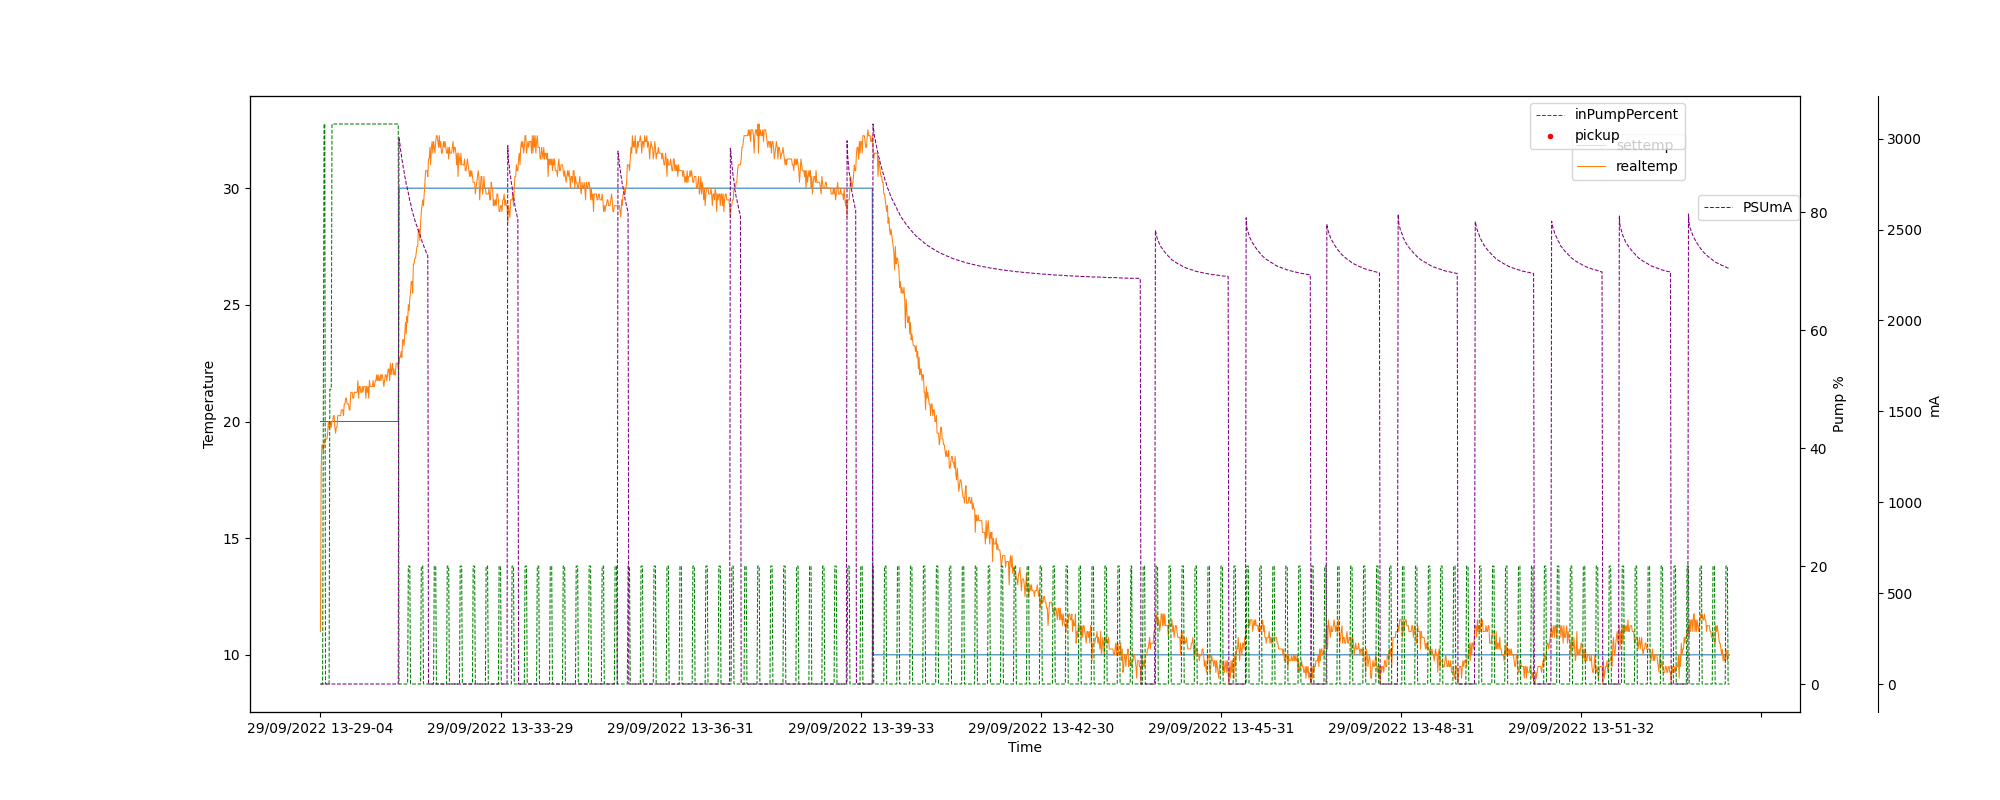 inPumpPercent
pickup
settemp
realtemp
PSUmA
30
25
20
15
10
Temperature
80
60
40
20
0
Pump %
3000
2500
2000
1500
1000
500
0
mA
29/09/2022 13-29-04
29/09/2022 13-33-29
29/09/2022 13-36-31
29/09/2022 13-39-33
29/09/2022 13-42-30
29/09/2022 13-45-31
29/09/2022 13-48-31
29/09/2022 13-51-32
Time